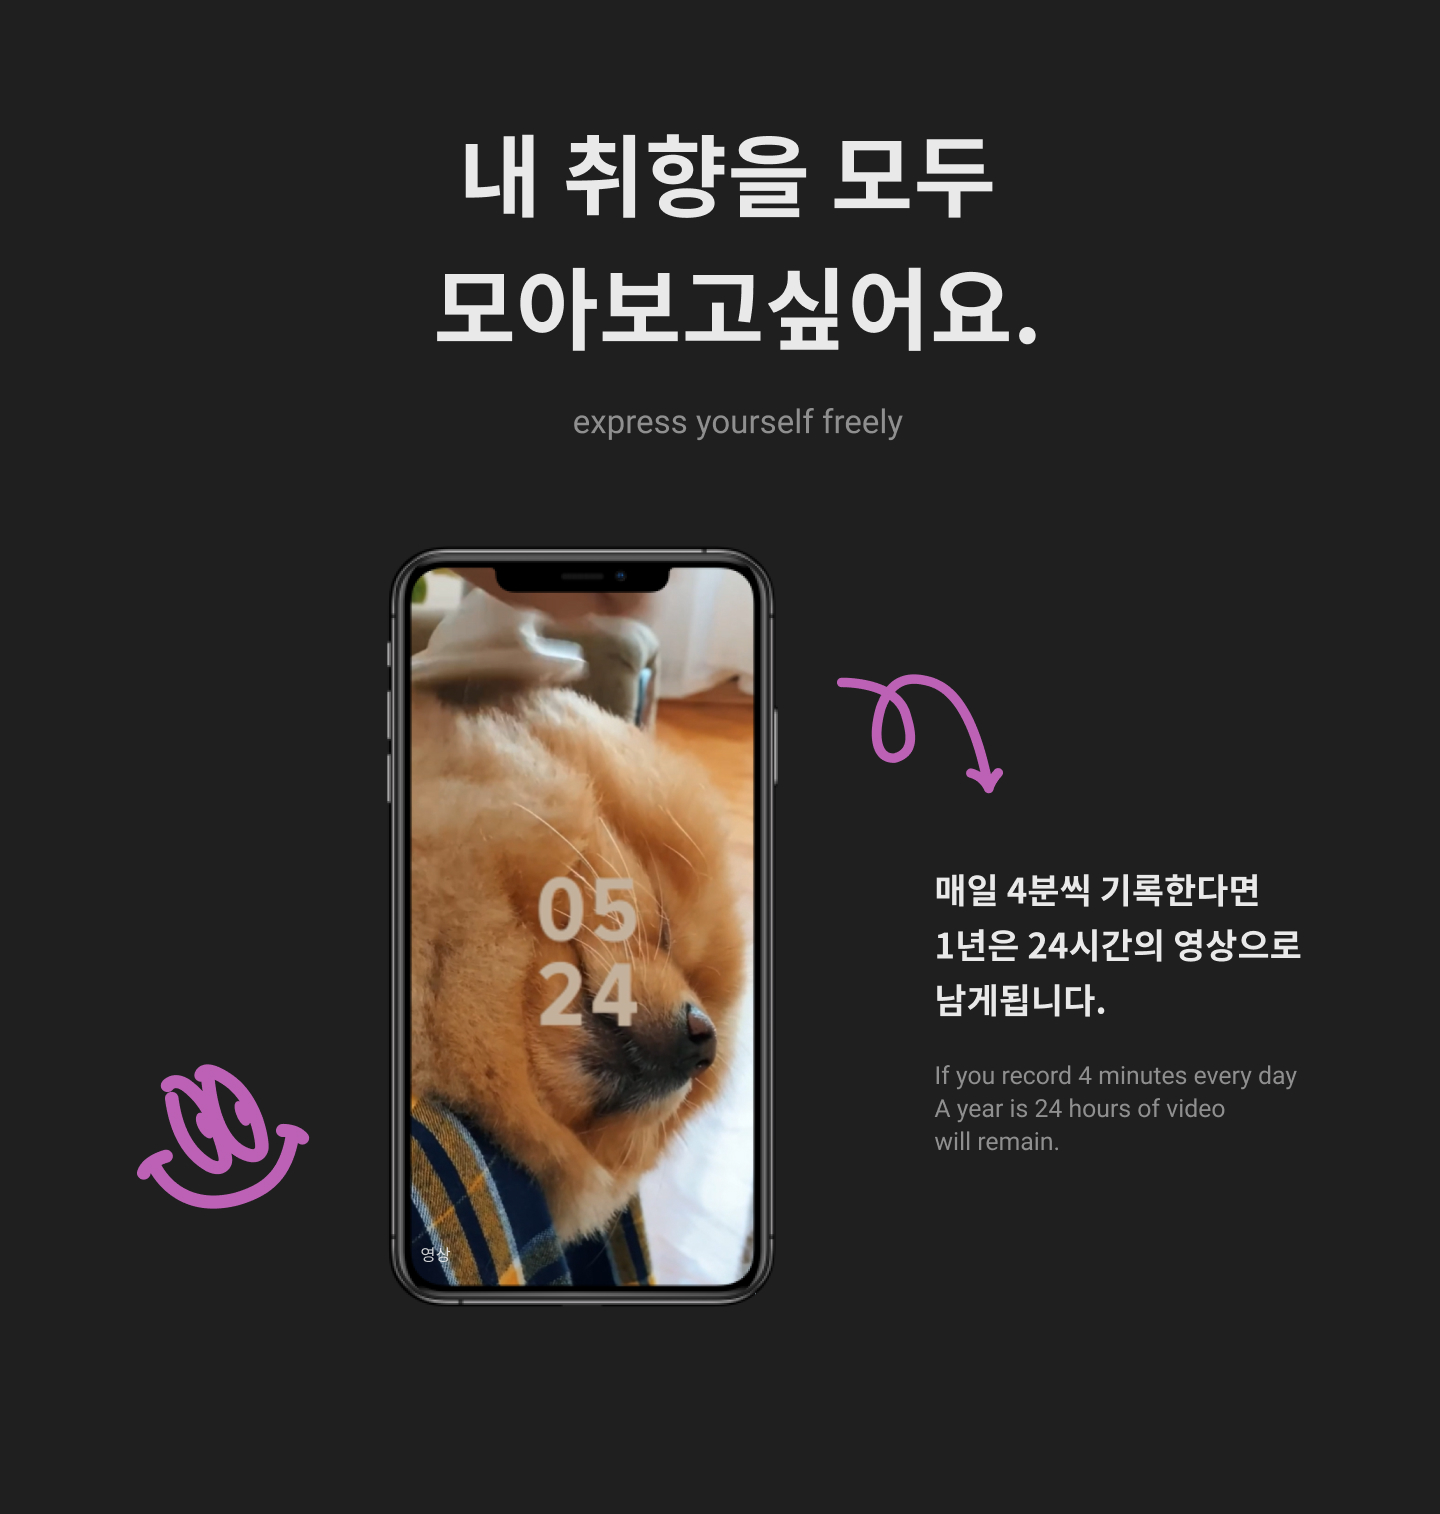 내 취향을 모두
모아보고싶어요.
express yourself freely
05
24
영상
매일 4분씩 기록한다면
1년은 24시간의 영상으로
남게됩니다.
If you record 4 minutes every day
A year is 24 hours of video
will remain.